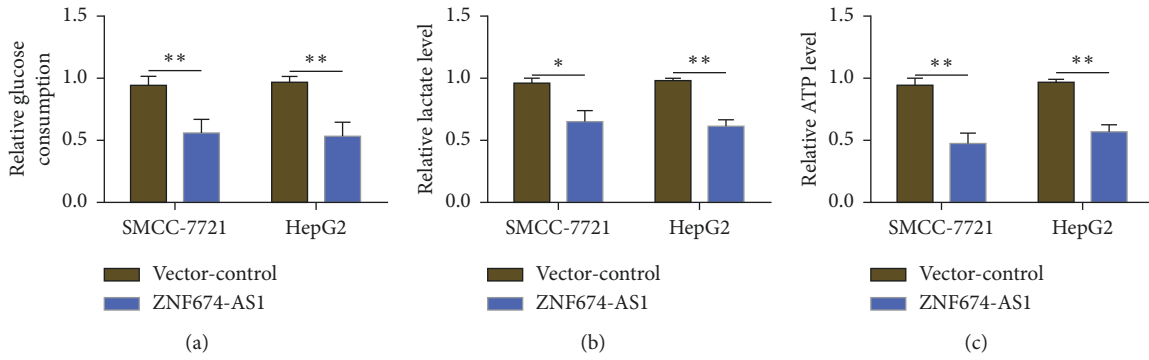 Relative glucose
consumption
1.5
1.0
0.5
0.0
**
**
SMCC-7721
HepG2
Vector-control
ZNF674-AS1
(a)
Relative lactate level
1.5
1.0
0.5
0.0
*
**
SMCC-7721
HepG2
Vector-control
ZNF674-AS1
(b)
Relative ATP level
1.5
1.0
0.5
0.0
**
**
SMCC-7721
HepG2
Vector-control
ZNF674-AS1
(c)